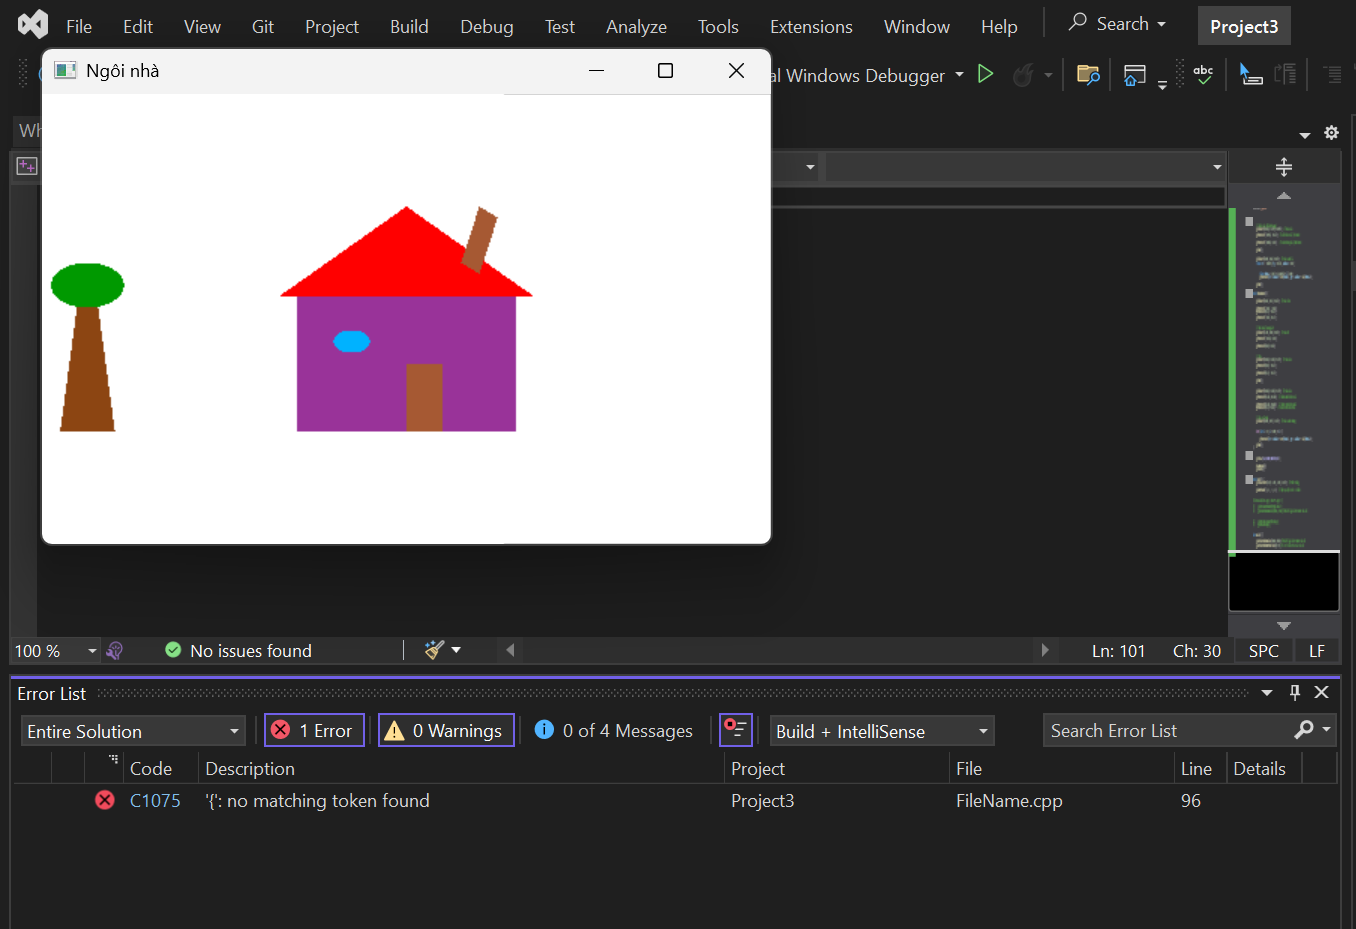 File Edit View Git Project Build Debug Test Analyze Tools Extensions Window Help Search Project3
Ngôi nhà
al Windows Debugger
abc
Wh
100 %
No issues found
Ln: 101 Ch: 30 SPC LF
Error List
Entire Solution 1 Error 0 Warnings 0 of 4 Messages Build + IntelliSense Search Error List
Code Description Project File Line Details
C1075 '{': no matching token found Project3 FileName.cpp 96